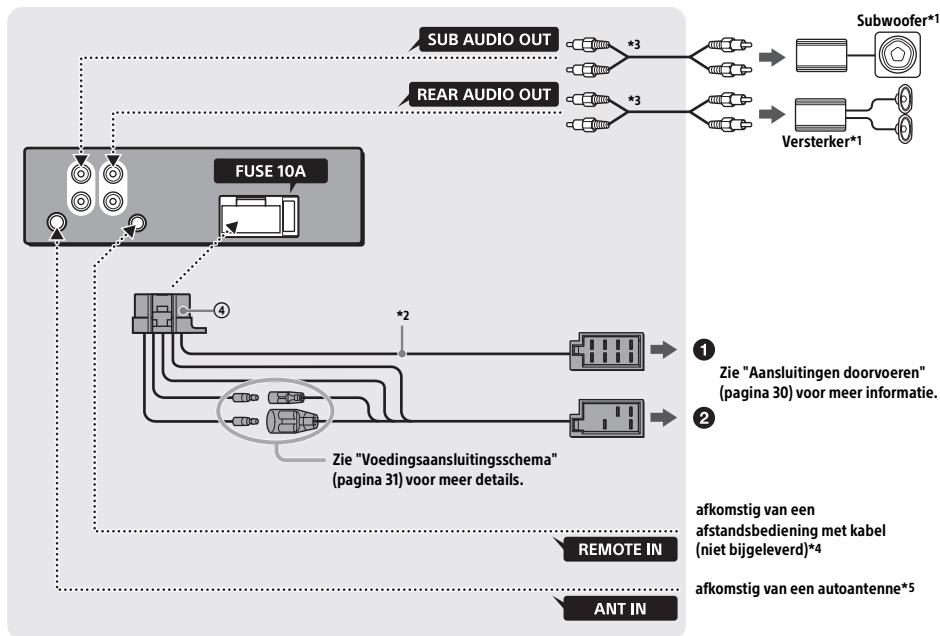 Subwoofer*1
SUB AUDIO OUT
*3
REAR AUDIO OUT
*3
Versterker*1
FUSE 10A
4
*2
1
Zie "Aansluitingen doorvoeren"
(pagina 30) voor meer informatie.
2
Zie "Voedingsaansluitingsschema"
(pagina 31) voor meer details.
afkomstig van een
afstandsbediening met kabel
(niet bijgeleverd)*4
REMOTE IN
afkomstig van een autoantenne*5
ANT IN